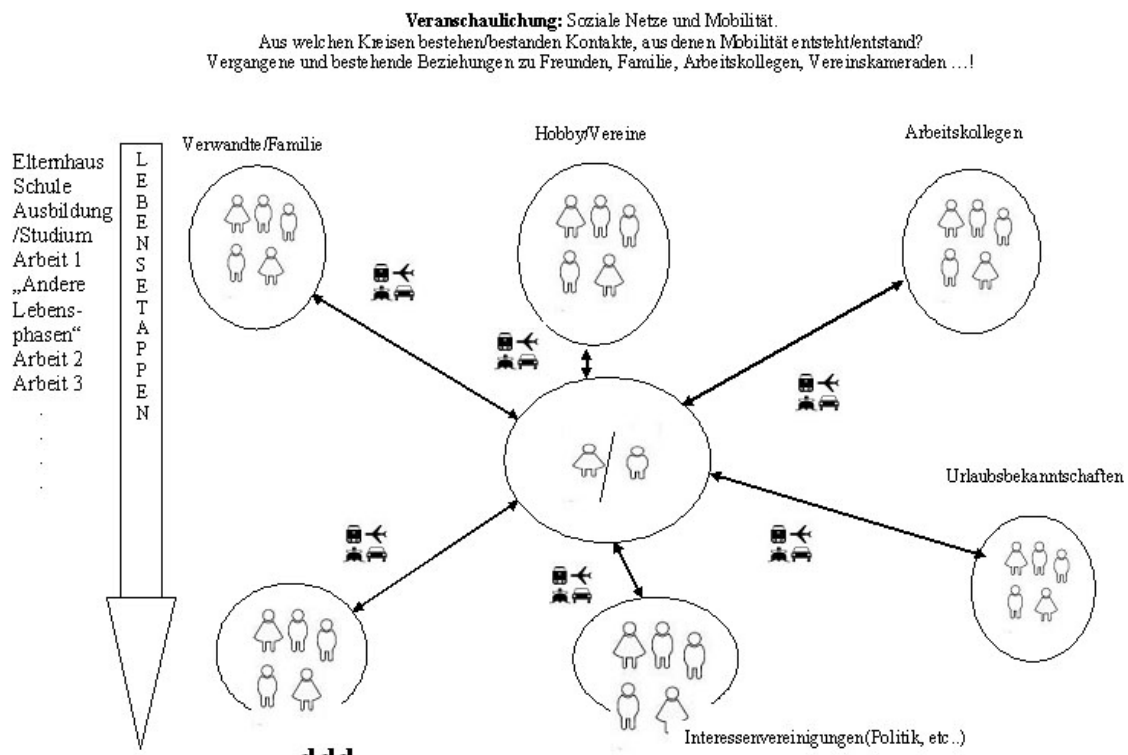 Veranschaulichung: Soziale Netze und Mobilität.
Aus welchen Kreisen bestehen/bestanden Kontakte, aus denen Mobilität entsteht/entstand?
Vergangene und bestehende Beziehungen zu Freunden, Familie, Arbeitskollegen, Vereinskameraden ...!
Verwandte/Familie
Hobby/Vereine
Arbeitskollegen
Elternhaus
Schule
Ausbildung
/Studium
Arbeit 1
„Andere
Lebens-
phasen“
Arbeit 2
Arbeit 3
.
.
.
.
L
E
B
E
N
S
E
T
A
P
P
E
N
Urlaubsbekanntschaften
Interessenvereinigungen(Politik, etc..)